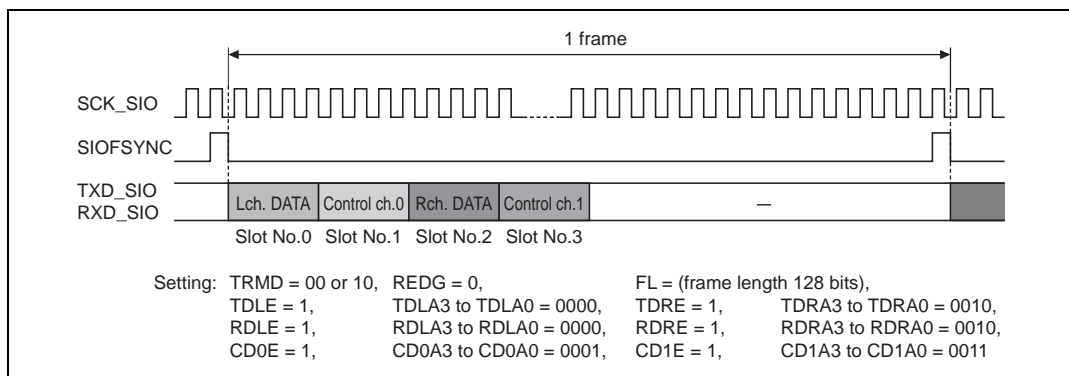 1 frame
SCK_SIO
SIOFSYNC
TXD_SIO
RXD_SIO
Lch. DATA Control ch.0 Rch. DATA Control ch.1 —
Slot No.0 Slot No.1 Slot No.2 Slot No.3
Setting: TRMD = 00 or 10, REDG = 0, FL = (frame length 128 bits),
TDLE = 1, TDLA3 to TDLA0 = 0000, TDRE = 1, TDRA3 to TDRA0 = 0010,
RDLE = 1, RDLA3 to RDLA0 = 0000, RDRE = 1, RDRA3 to RDRA0 = 0010,
CD0E = 1, CD0A3 to CD0A0 = 0001, CD1E = 1, CD1A3 to CD1A0 = 0011